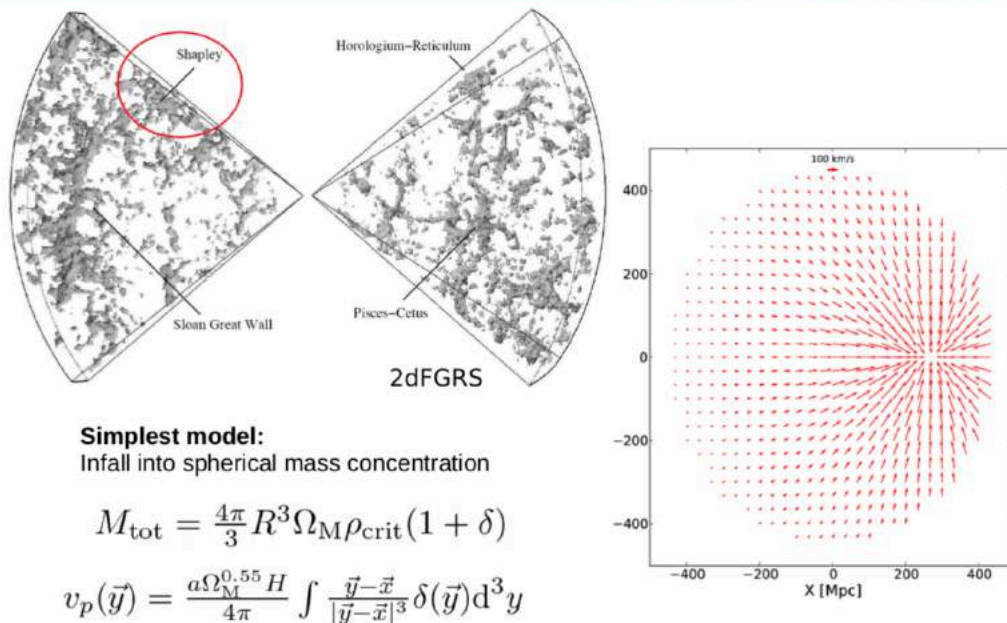 Shapley
Sloan Great Wall
Horologium-Reticulum
Pisces-Cetus
2dFGRS
Simplest model:
Infall into spherical mass concentration
M_tot = 4π/3 R³ Ω_M ρ_crit (1 + δ)
v_p(y⃗) = aΩ_M^0.55 H / 4π ∫ (y⃗−x⃗)/|y⃗−x⃗|³ δ(y⃗)d³y
100 km/s
400
200
0
−200
−400
−400 −200 0 200 400
X [Mpc]